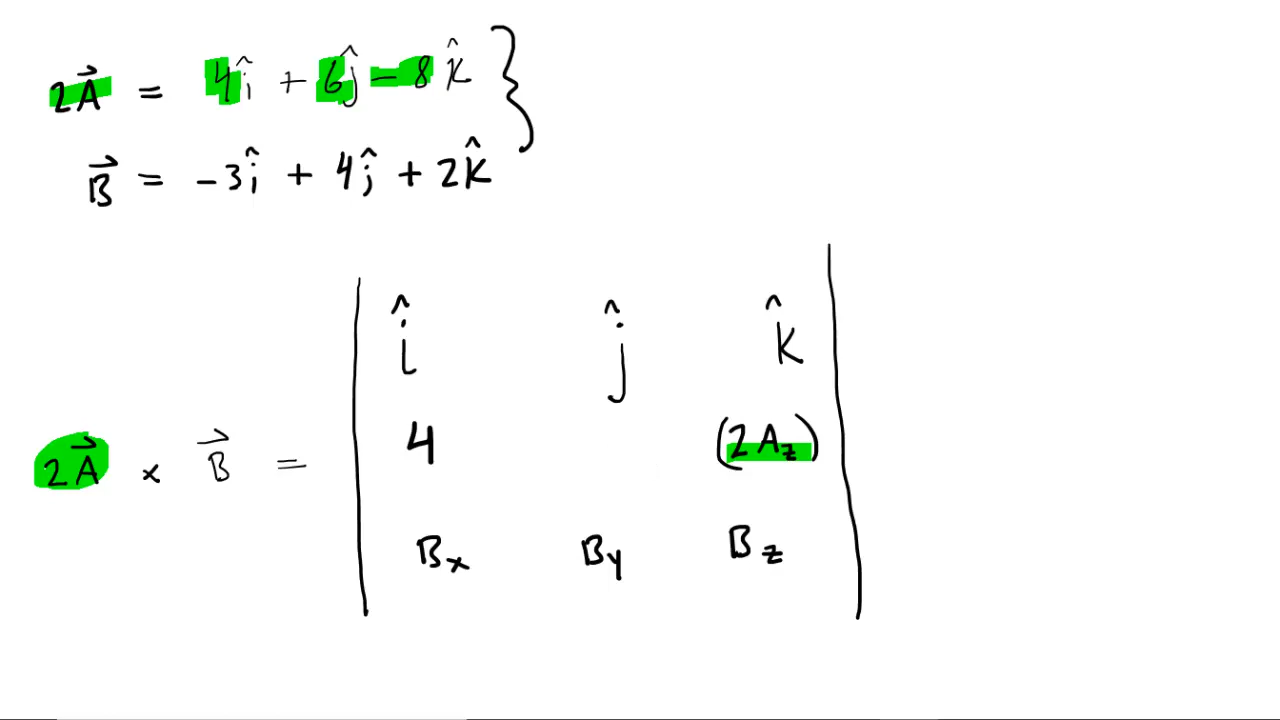 2A⃗ = 4î + 6ĵ - 8k̂ }
B⃗ = -3î + 4ĵ + 2k̂
î ĵ k̂
2A⃗ × B⃗ = | 4 (2A_z) |
B_x B_y B_z